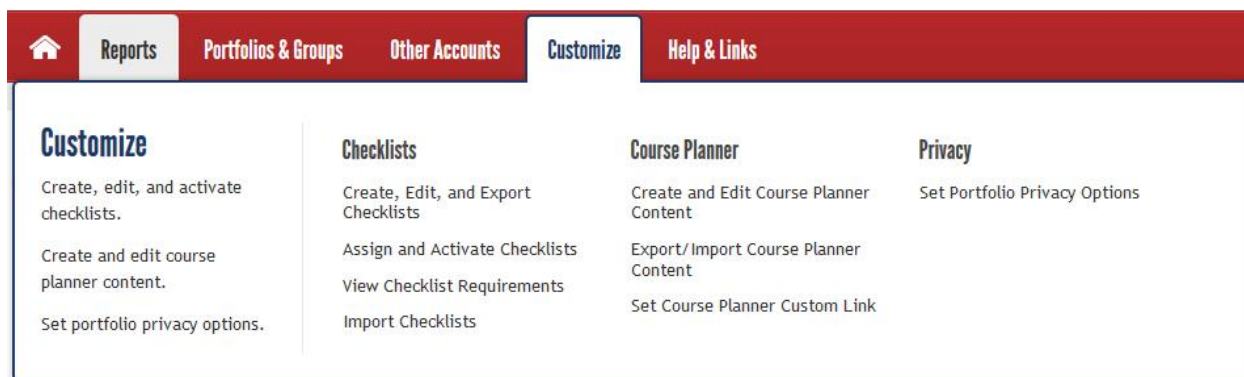 Reports
Portfolios & Groups
Other Accounts
Customize
Help & Links
Customize
Create, edit, and activate
checklists.
Create and edit course
planner content.
Set portfolio privacy options.
Checklists
Create, Edit, and Export
Checklists
Assign and Activate Checklists
View Checklist Requirements
Import Checklists
Course Planner
Create and Edit Course Planner
Content
Export/Import Course Planner
Content
Set Course Planner Custom Link
Privacy
Set Portfolio Privacy Options